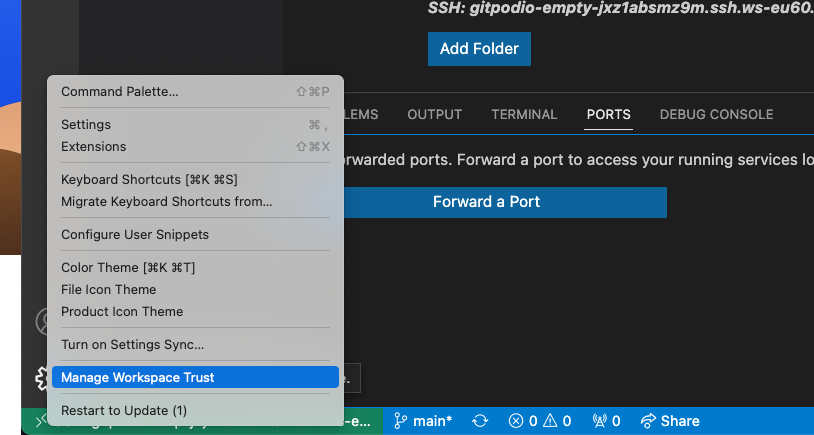 SSH: gitpodio-empty-jxz1absmz9m.ssh.ws-eu60.
Add Folder
Command Palette... ⇧⌘P
Settings ⌘ ,
Extensions ⇧⌘X
Keyboard Shortcuts [⌘K ⌘S]
Migrate Keyboard Shortcuts from...
Configure User Snippets
Color Theme [⌘K ⌘T]
File Icon Theme
Product Icon Theme
Turn on Settings Sync...
Manage Workspace Trust
Restart to Update (1)
LEMS OUTPUT TERMINAL PORTS DEBUG CONSOLE
orwarded ports. Forward a port to access your running services lo
Forward a Port
-e... main* 0 0 0 Share